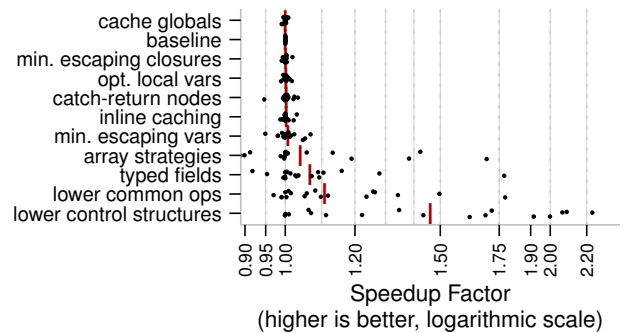 cache globals
baseline
min. escaping closures
opt. local vars
catch-return nodes
inline caching
min. escaping vars
array strategies
typed fields
lower common ops
lower control structures
0.90 0.95 1.00 1.20 1.50 1.75 1.90 2.00 2.20
Speedup Factor
(higher is better, logarithmic scale)